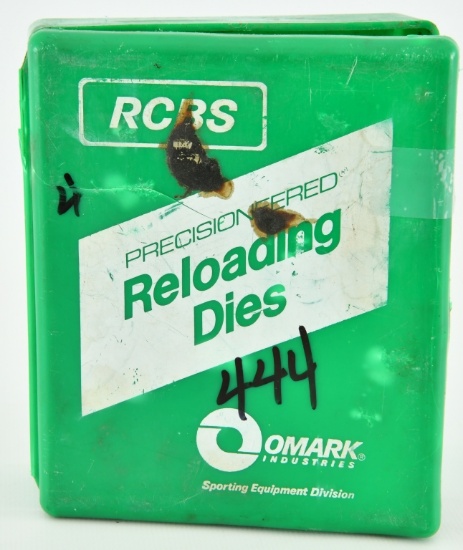 RCBS
PRECISIONEERED
Reloading
Dies
444
OMARK®
INDUSTRIES
Sporting Equipment Division